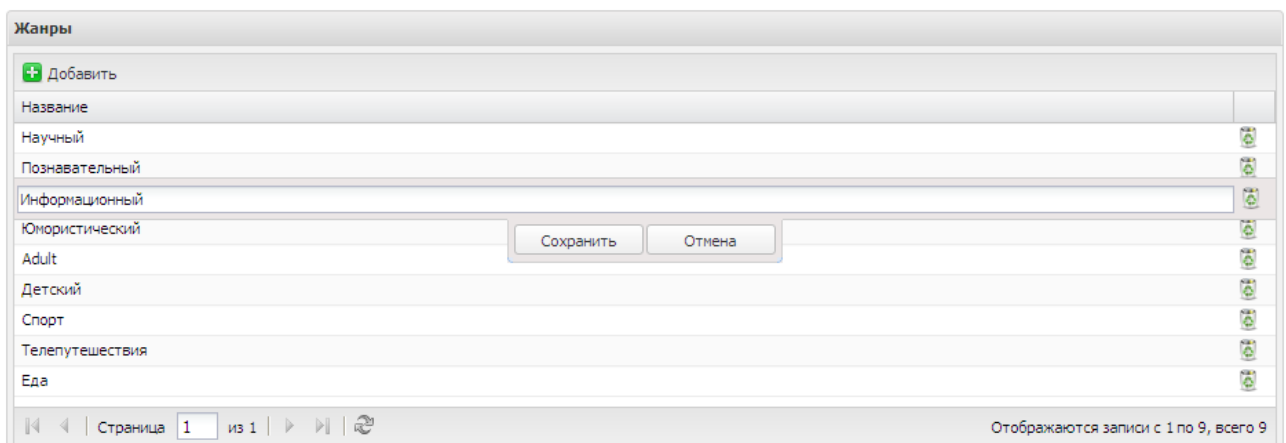 Жанры
Добавить
Название
Научный
Познавательный
Информационный
Юмористический
Сохранить Отмена
Adult
Детский
Спорт
Телепутешествия
Еда
Страница 1 из 1 Отображаются записи с 1 по 9, всего 9